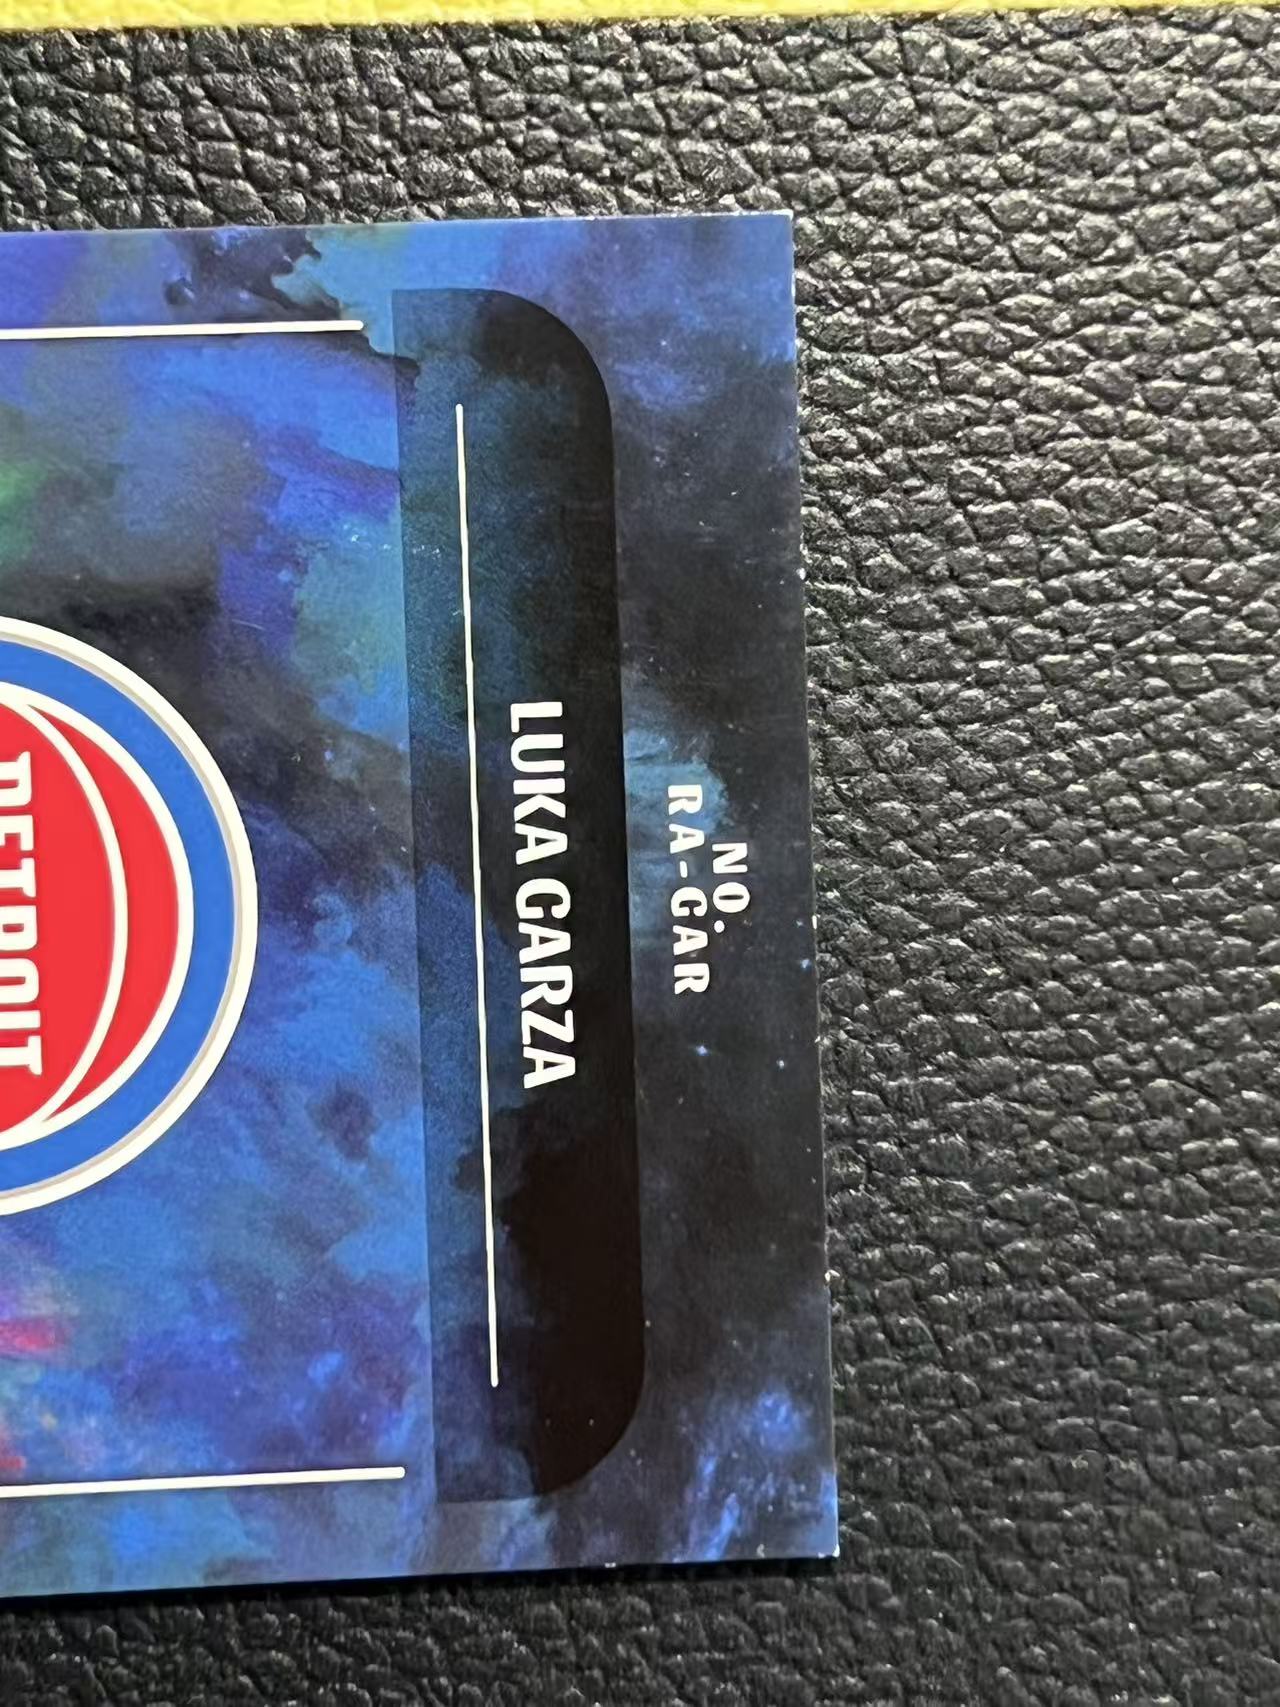 NO.
RA-GAR
LUKA GARZA
DETROIT